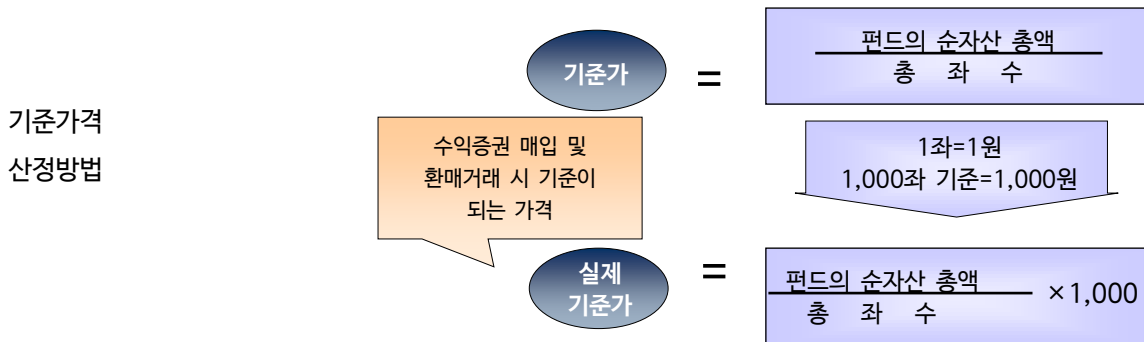 기준가격
산정방법
기준가
=
펀드의 순자산 총액
총 좌 수
수익증권 매입 및
환매거래 시 기준이
되는 가격
1좌=1원
1,000좌 기준=1,000원
실제
기준가
=
펀드의 순자산 총액
총 좌 수
×1,000